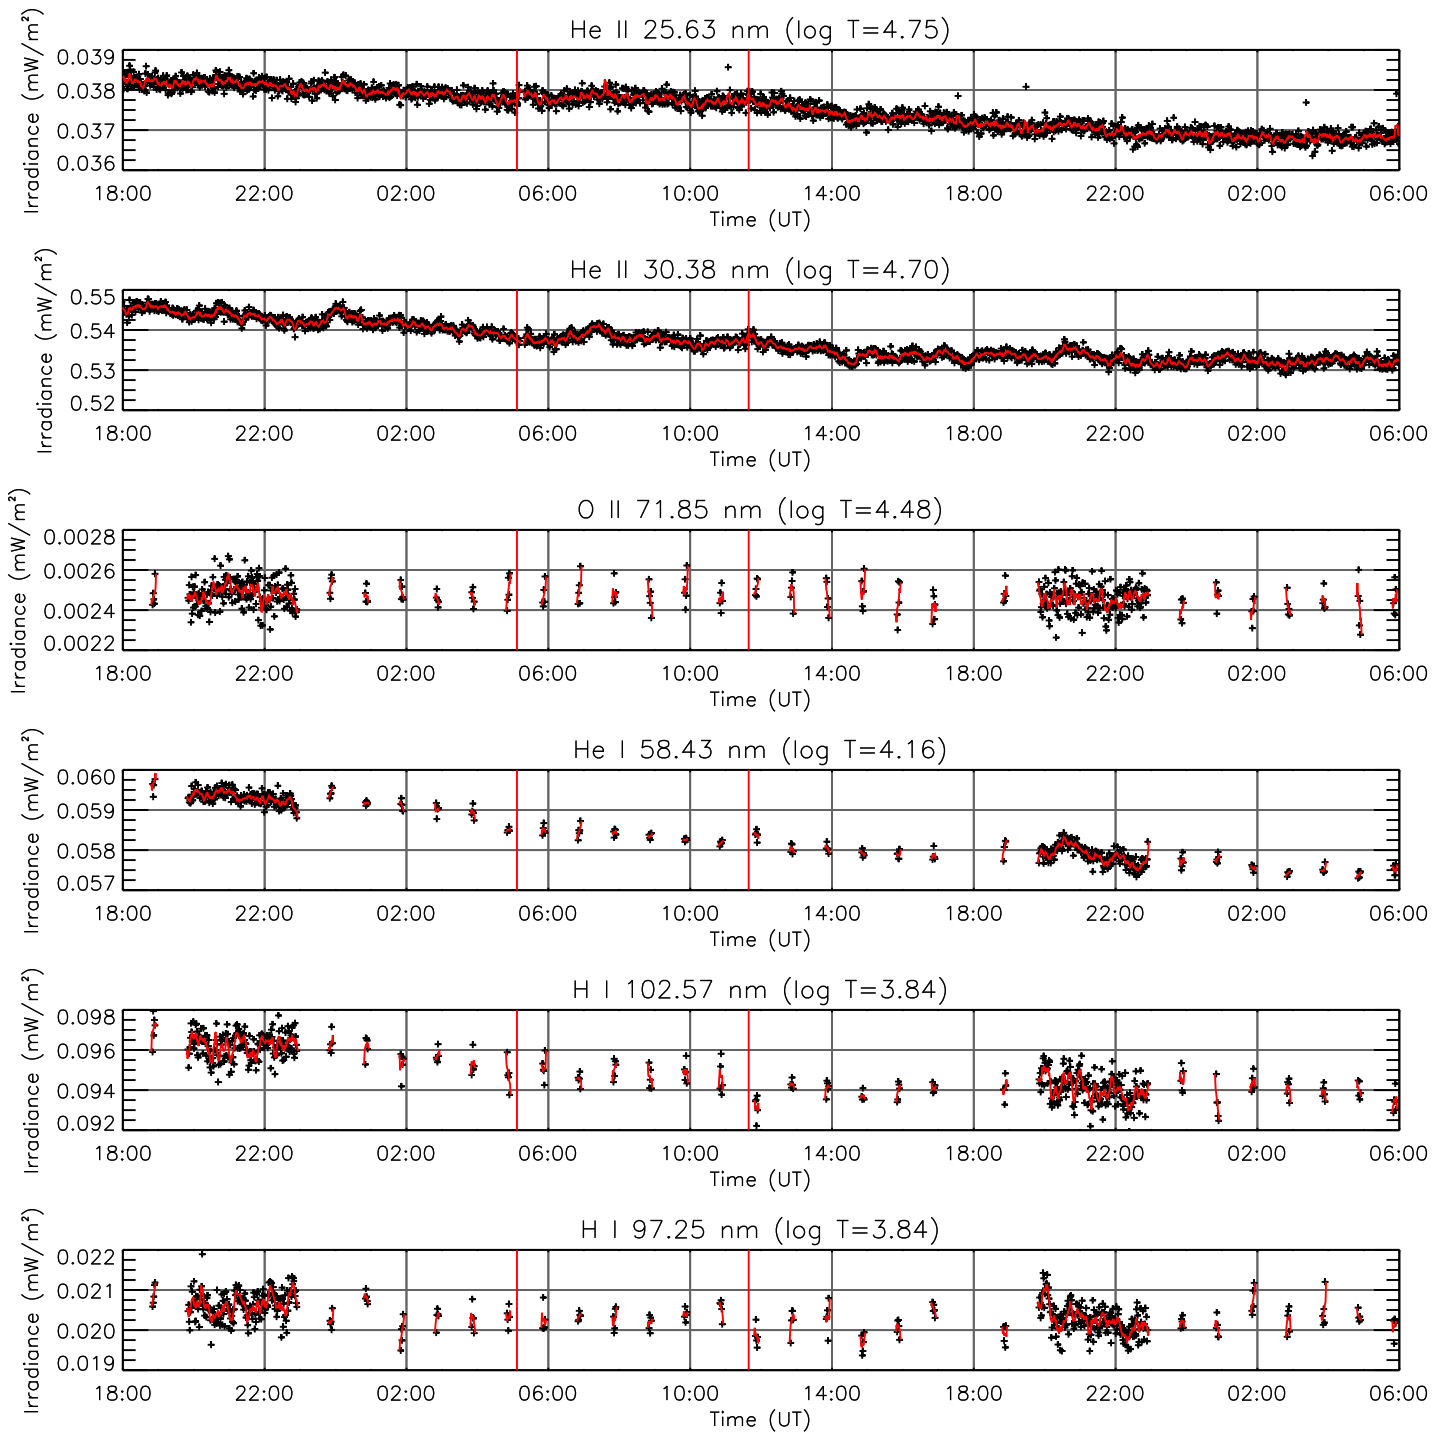 He II 25.63 nm (log T=4.75)
Irradiance (mW/m²)
0.039
0.038
0.037
0.036
18:00 22:00 02:00 06:00 10:00 14:00 18:00 22:00 02:00 06:00
Time (UT)
He II 30.38 nm (log T=4.70)
Irradiance (mW/m²)
0.55
0.54
0.53
0.52
18:00 22:00 02:00 06:00 10:00 14:00 18:00 22:00 02:00 06:00
Time (UT)
O II 71.85 nm (log T=4.48)
Irradiance (mW/m²)
0.0028
0.0026
0.0024
0.0022
18:00 22:00 02:00 06:00 10:00 14:00 18:00 22:00 02:00 06:00
Time (UT)
He I 58.43 nm (log T=4.16)
Irradiance (mW/m²)
0.060
0.059
0.058
0.057
18:00 22:00 02:00 06:00 10:00 14:00 18:00 22:00 02:00 06:00
Time (UT)
H I 102.57 nm (log T=3.84)
Irradiance (mW/m²)
0.098
0.096
0.094
0.092
18:00 22:00 02:00 06:00 10:00 14:00 18:00 22:00 02:00 06:00
Time (UT)
H I 97.25 nm (log T=3.84)
Irradiance (mW/m²)
0.022
0.021
0.020
0.019
18:00 22:00 02:00 06:00 10:00 14:00 18:00 22:00 02:00 06:00
Time (UT)